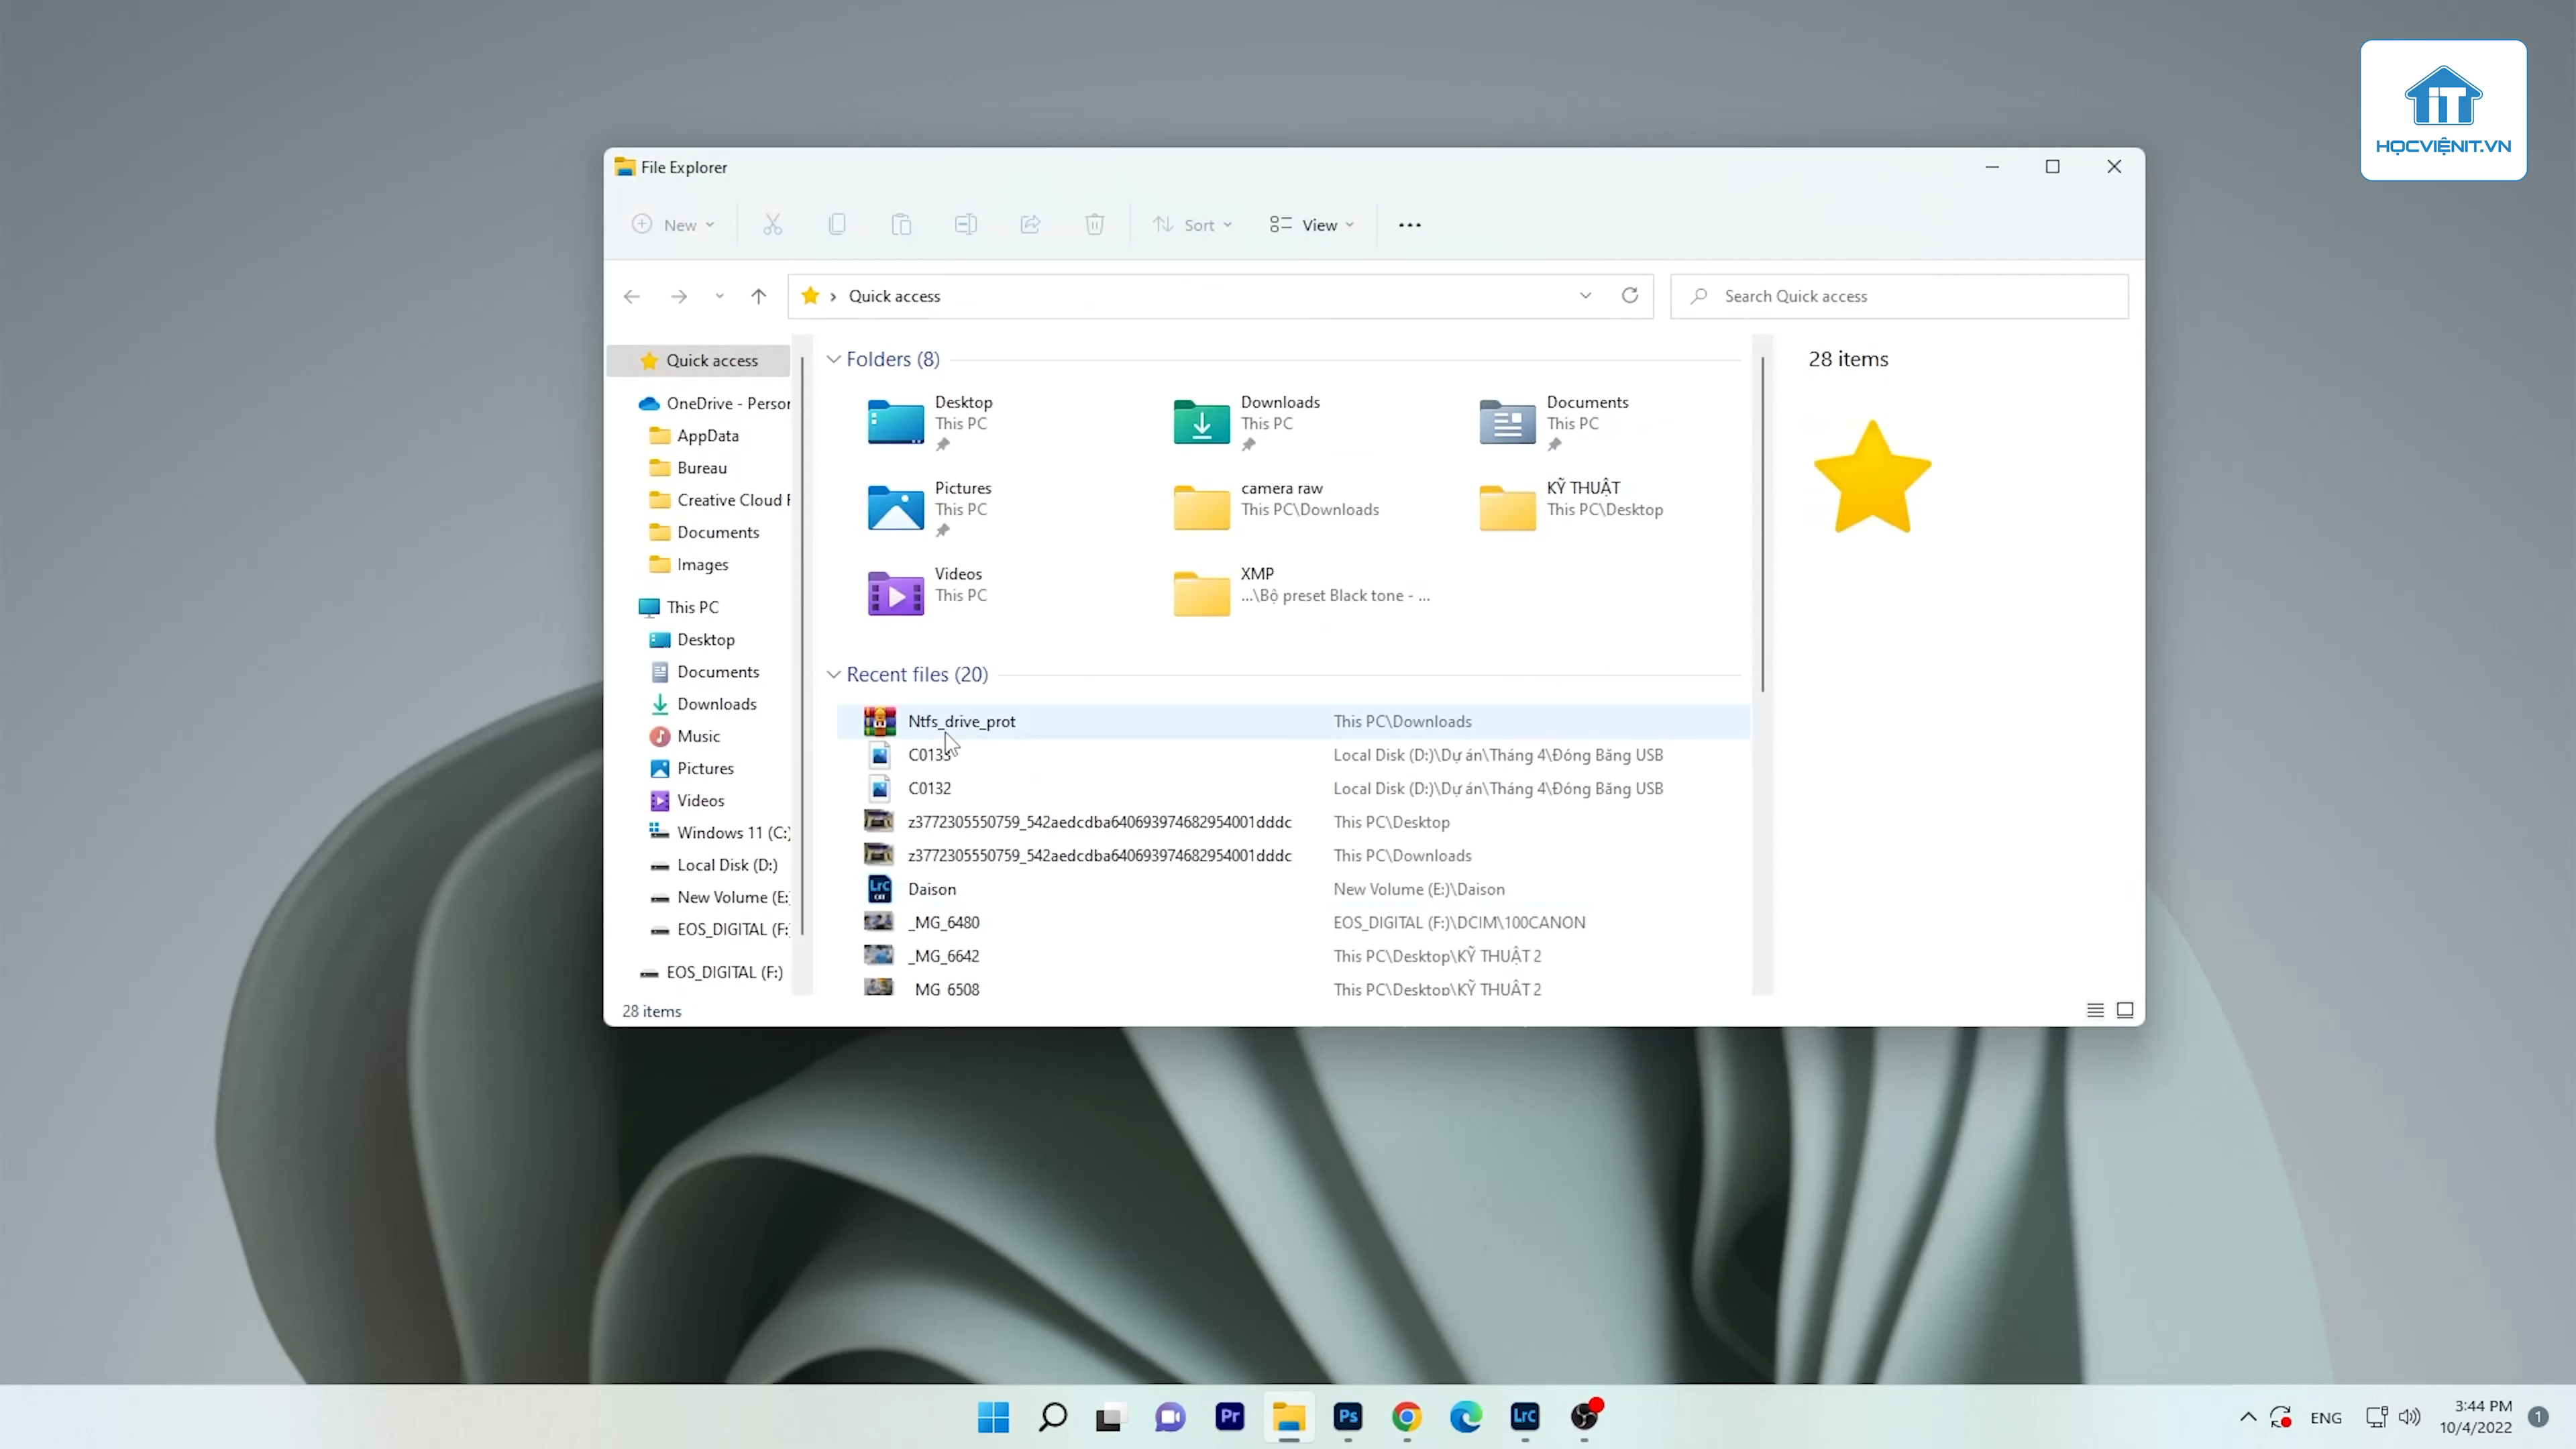 iT
HỌCVIỆNIT.VN
File Explorer
New
Sort
View
Quick access
Search Quick access
Quick access
OneDrive - Persor
AppData
Bureau
Creative Cloud F
Documents
Images
This PC
Desktop
Documents
Downloads
Music
Pictures
Videos
Windows 11 (C:)
Local Disk (D:)
New Volume (E:)
EOS_DIGITAL (F:)
EOS_DIGITAL (F:)
Folders (8)
Desktop
This PC
Downloads
This PC
Documents
This PC
Pictures
This PC
camera raw
This PC\Downloads
KỸ THUẬT
This PC\Desktop
Videos
This PC
XMP
...\Bộ preset Black tone - ...
Recent files (20)
Ntfs_drive_prot This PC\Downloads
C0133 Local Disk (D:)\Dự án\Tháng 4\Đóng Băng USB
C0132 Local Disk (D:)\Dự án\Tháng 4\Đóng Băng USB
z3772305550759_542aedcdba640693974682954001dddc This PC\Desktop
z3772305550759_542aedcdba640693974682954001dddc This PC\Downloads
Daison New Volume (E:)\Daison
_MG_6480 EOS_DIGITAL (F:)\DCIM\100CANON
_MG_6642 This PC\Desktop\KỸ THUẬT 2
_MG_6508 This PC\Desktop\KỸ THUẬT 2
28 items
28 items
Pr
Ps
LrC
ENG
3:44 PM
10/4/2022
1